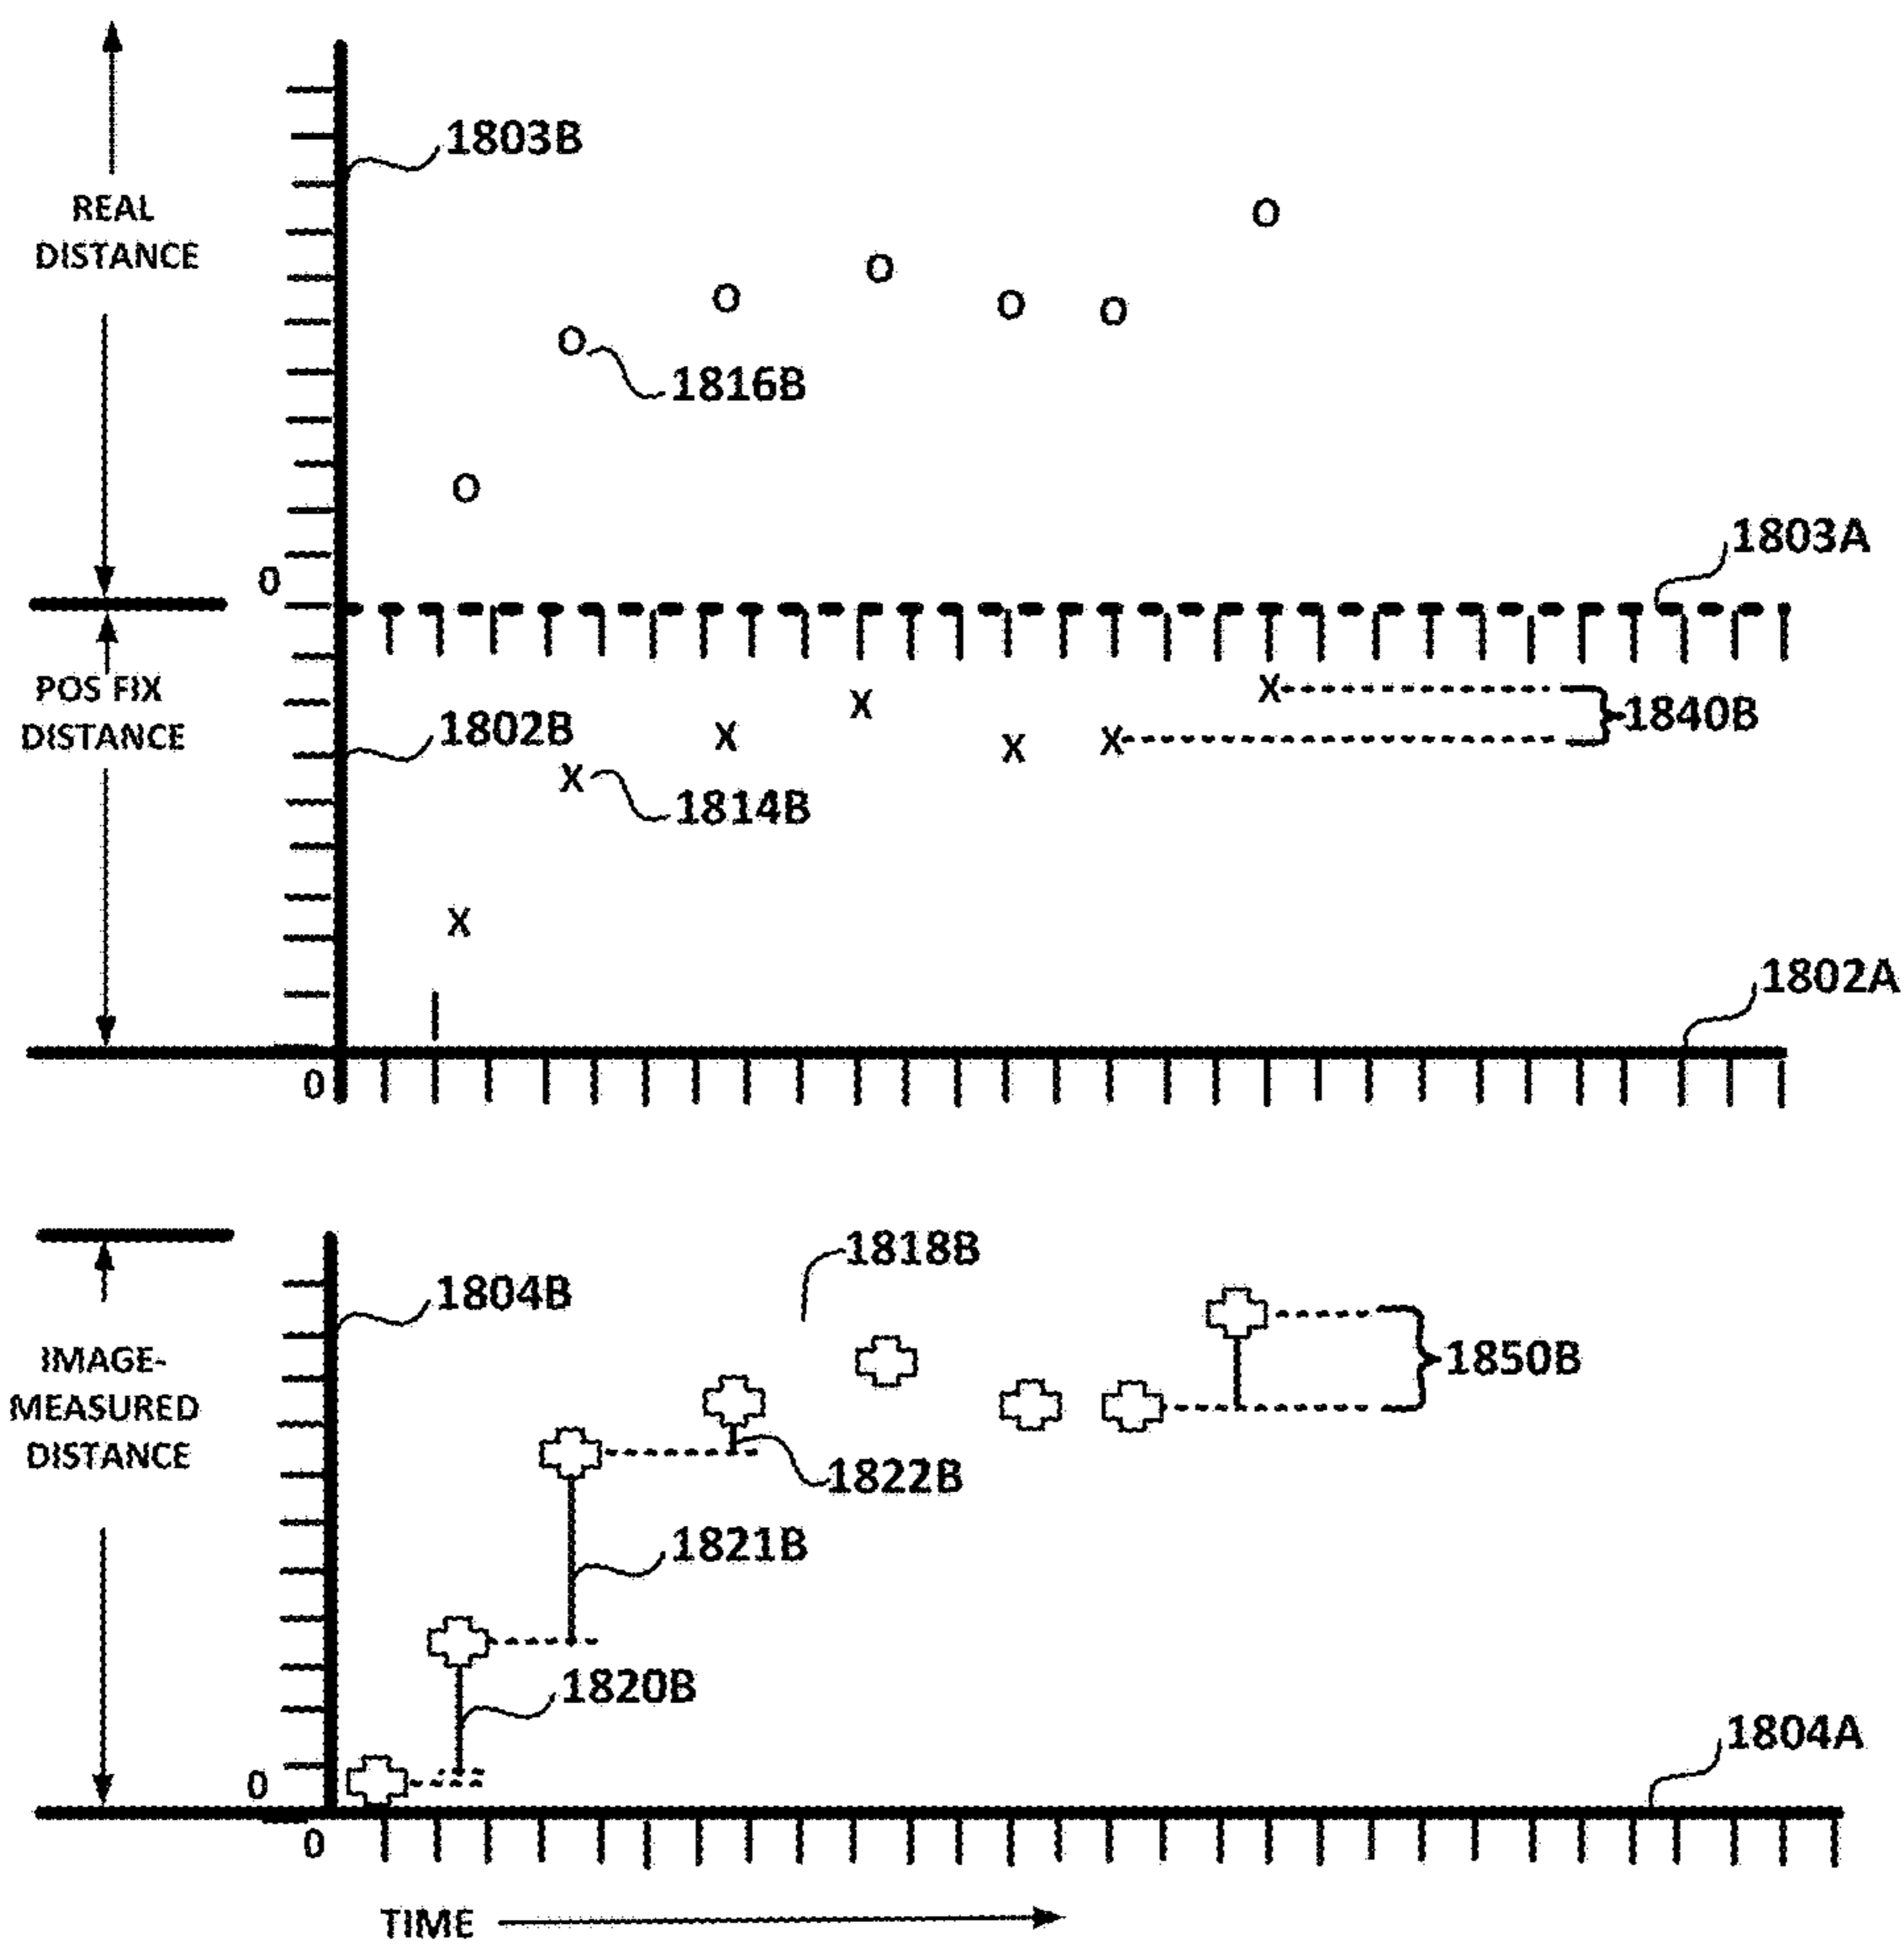 1803B
REAL
DISTANCE
O
O
O
O
O
O
1816B
O
1803A
0
POS FIX
DISTANCE
X
X
1840B
1802B
X
X
X
X
1814B
X
1802A
0
1818B
1804B
IMAGE-
MEASURED
DISTANCE
1850B
1822B
1821B
1820B
1804A
0
0
TIME